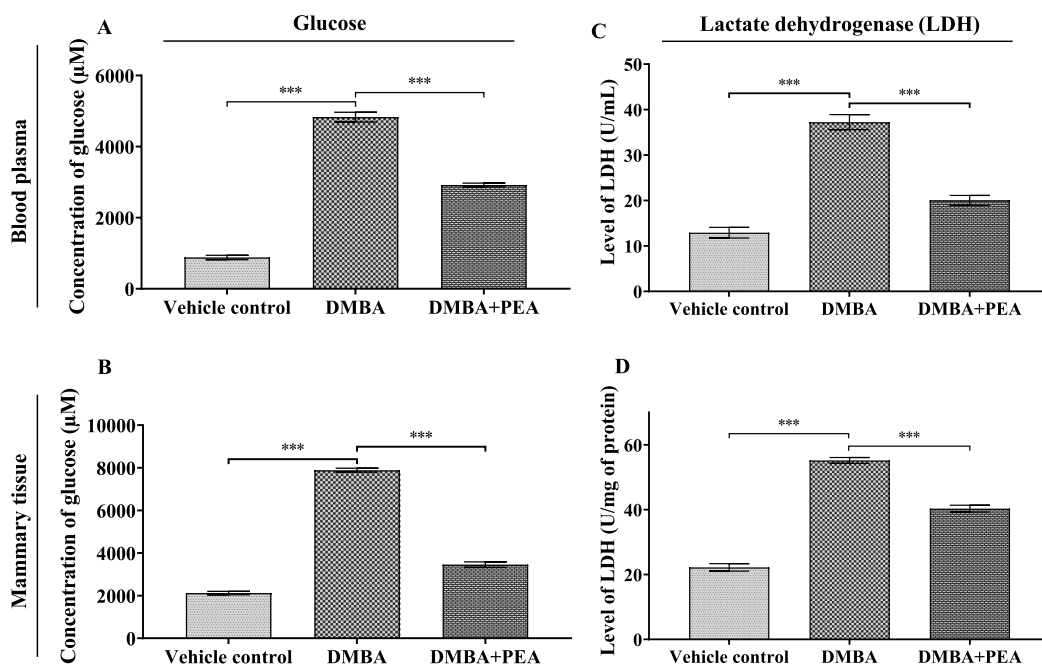 Glucose
Lactate dehydrogenase (LDH)
Blood plasma
Mammary tissue
A
Concentration of glucose (μM)
6000
4000
2000
0
***
***
Vehicle control
DMBA
DMBA+PEA
C
Level of LDH (U/mL)
50
40
30
20
10
0
***
***
Vehicle control
DMBA
DMBA+PEA
B
Concentration of glucose (μM)
10000
8000
6000
4000
2000
0
***
***
Vehicle control
DMBA
DMBA+PEA
D
Level of LDH (U/mg of protein)
60
40
20
0
***
***
Vehicle control
DMBA
DMBA+PEA